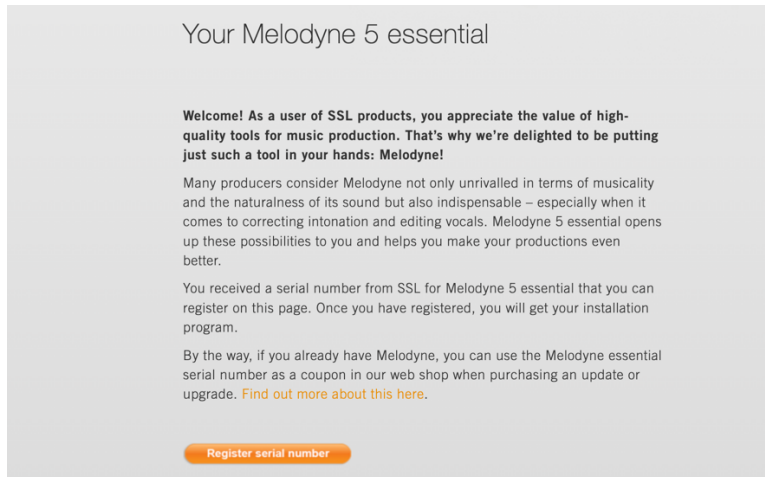 Your Melodyne 5 essential
Welcome! As a user of SSL products, you appreciate the value of high-
quality tools for music production. That's why we're delighted to be putting
just such a tool in your hands: Melodyne!
Many producers consider Melodyne not only unrivalled in terms of musicality
and the naturalness of its sound but also indispensable – especially when it
comes to correcting intonation and editing vocals. Melodyne 5 essential opens
up these possibilities to you and helps you make your productions even
better.
You received a serial number from SSL for Melodyne 5 essential that you can
register on this page. Once you have registered, you will get your installation
program.
By the way, if you already have Melodyne, you can use the Melodyne essential
serial number as a coupon in our web shop when purchasing an update or
upgrade. Find out more about this here.
Register serial number